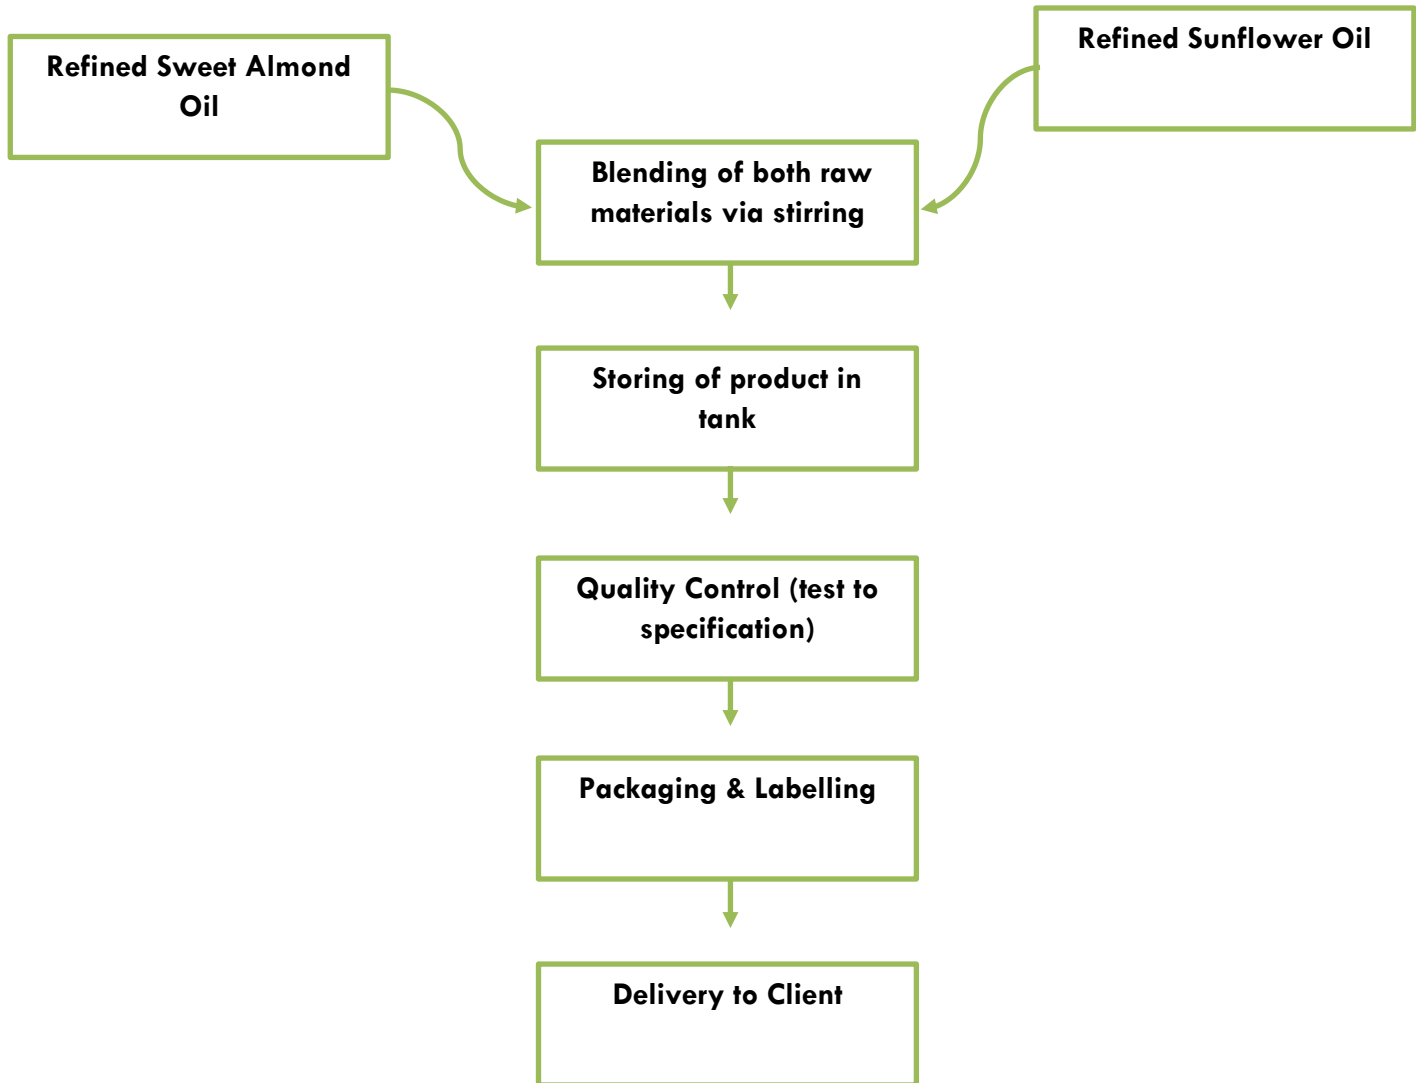 Refined Sweet Almond
Oil
Refined Sunflower Oil
Blending of both raw
materials via stirring
Storing of product in
tank
Quality Control (test to
specification)
Packaging & Labelling
Delivery to Client